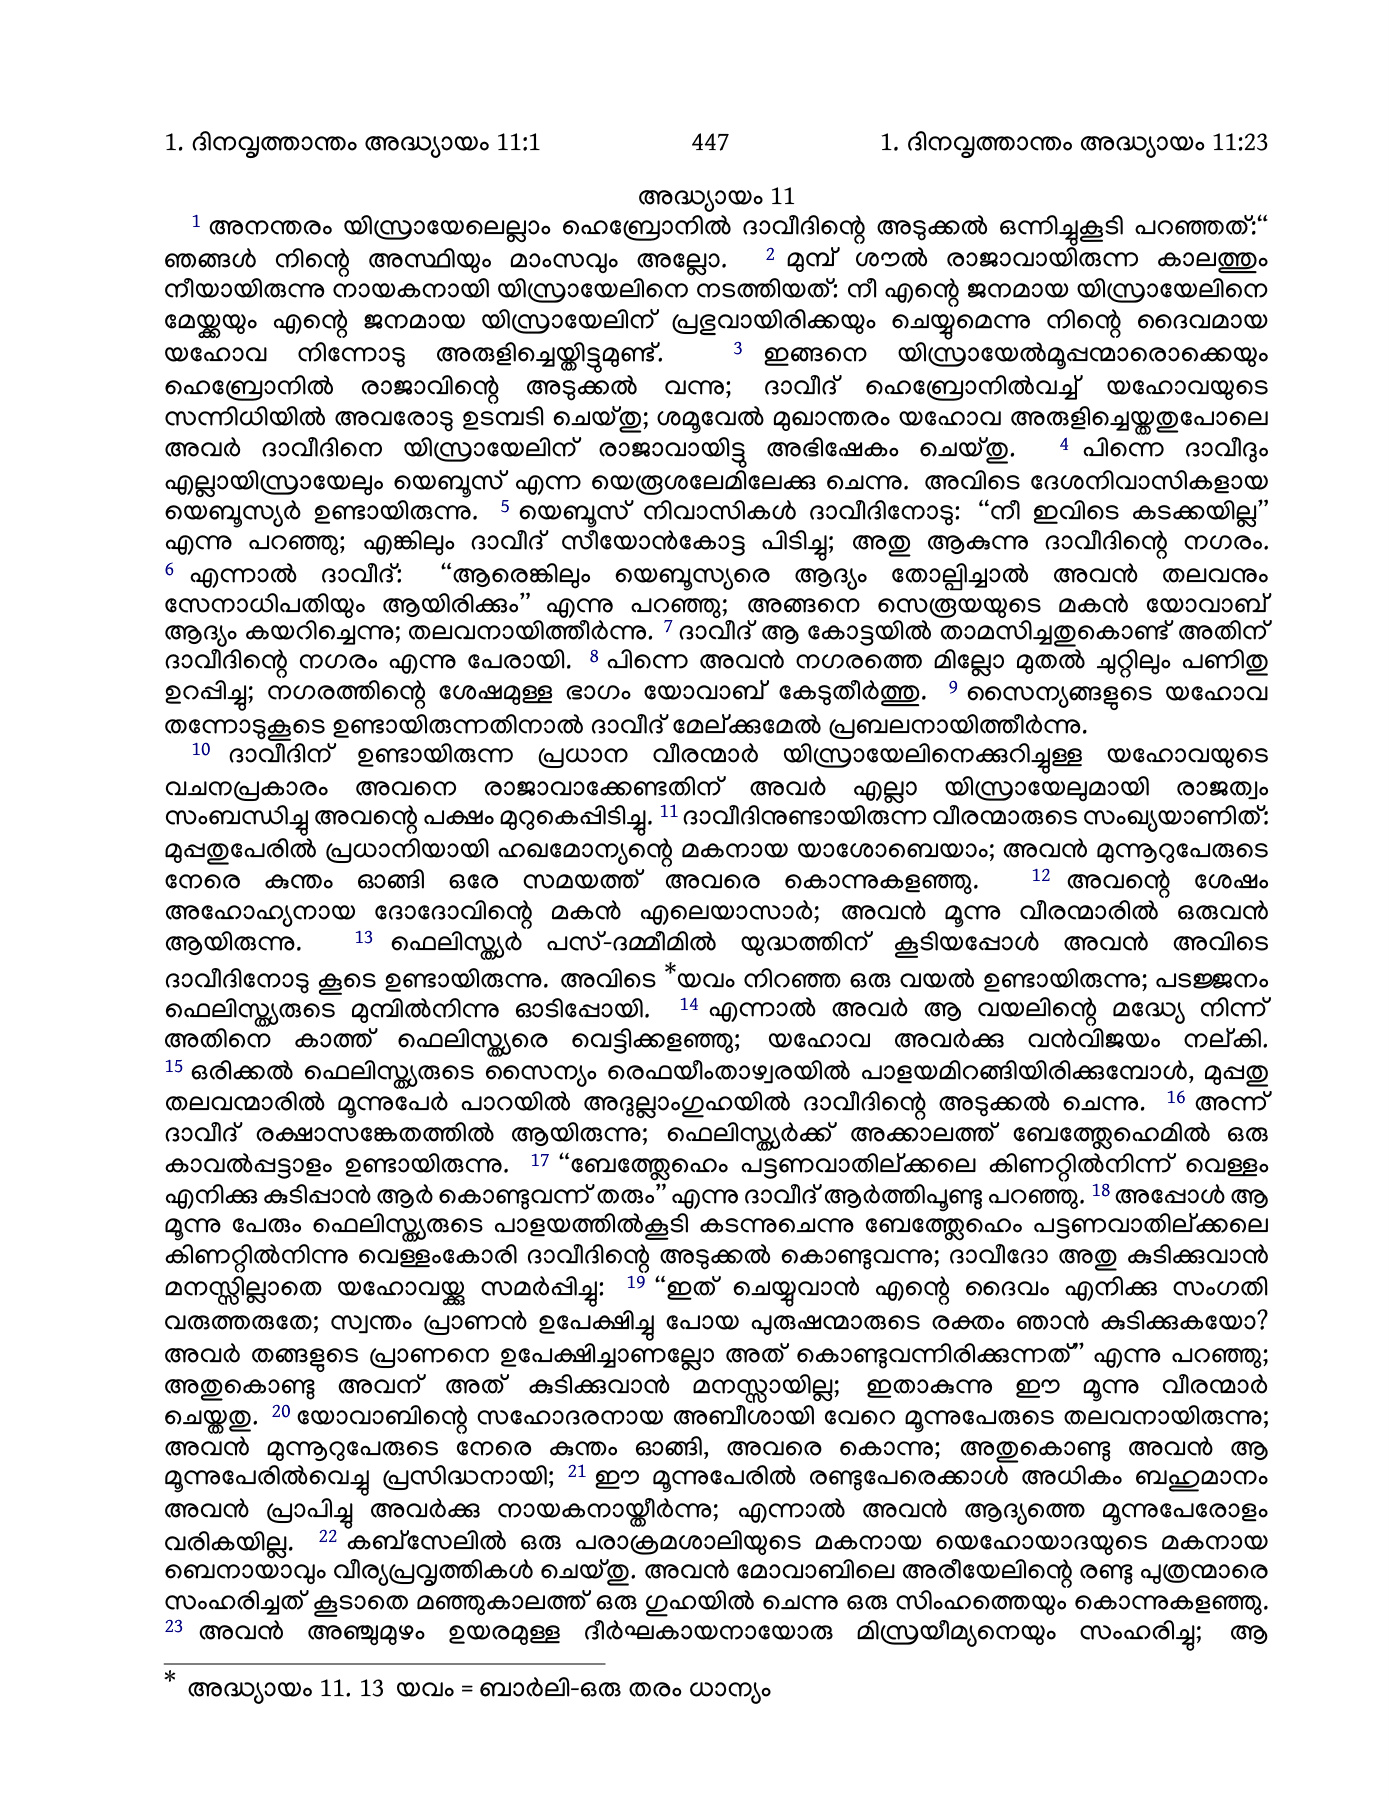 1. ദിനവൃത്താന്തം അദ്ധ്യായം 11:1 447 1. ദിനവൃത്താന്തം അദ്ധ്യായം 11:23
അദ്ധ്യായം 11
1 അനന്തരം യിസ്രായേലെല്ലാം ഹെബ്രോനിൽ ദാവീദിന്റെ അടുക്കൽ ഒന്നിച്ചുകൂടി പറഞ്ഞത്:“
ഞങ്ങൾ നിന്റെ അസ്ഥിയും മാംസവും അല്ലോ. 2 മുമ്പ് ശൗൽ രാജാവായിരുന്ന കാലത്തും
നീയായിരുന്നു നായകനായി യിസ്രായേലിനെ നടത്തിയത്: നീ എന്റെ ജനമായ യിസ്രായേലിനെ
മേയ്ക്കയും എന്റെ ജനമായ യിസ്രായേലിന് പ്രഭുവായിരിക്കയും ചെയ്യുമെന്നു നിന്റെ ദൈവമായ
യഹോവ നിന്നോടു അരുളിച്ചെയ്തിട്ടുമുണ്ട്. 3 ഇങ്ങനെ യിസ്രായേൽമൂപ്പന്മാരൊക്കെയും
ഹെബ്രോനിൽ രാജാവിന്റെ അടുക്കൽ വന്നു; ദാവീദ് ഹെബ്രോനിൽവച്ച് യഹോവയുടെ
സന്നിധിയിൽ അവരോടു ഉടമ്പടി ചെയ്തു; ശമൂവേൽ മുഖാന്തരം യഹോവ അരുളിച്ചെയ്തതുപോലെ
അവർ ദാവീദിനെ യിസ്രായേലിന് രാജാവായിട്ടു അഭിഷേകം ചെയ്തു. 4 പിന്നെ ദാവീദും
എല്ലായിസ്രായേലും യെബൂസ് എന്ന യെരൂശലേമിലേക്കു ചെന്നു. അവിടെ ദേശനിവാസികളായ
യെബൂസ്യർ ഉണ്ടായിരുന്നു. 5 യെബൂസ് നിവാസികൾ ദാവീദിനോടു: “നീ ഇവിടെ കടക്കയില്ല”
എന്നു പറഞ്ഞു; എങ്കിലും ദാവീദ് സീയോൻകോട്ട പിടിച്ചു; അതു ആകുന്നു ദാവീദിന്റെ നഗരം.
6 എന്നാൽ ദാവീദ്: “ആരെങ്കിലും യെബൂസ്യരെ ആദ്യം തോല്പിച്ചാൽ അവൻ തലവനും
സേനാധിപതിയും ആയിരിക്കും” എന്നു പറഞ്ഞു; അങ്ങനെ സെരൂയയുടെ മകൻ യോവാബ്
ആദ്യം കയറിച്ചെന്നു; തലവനായിത്തീർന്നു. 7 ദാവീദ് ആ കോട്ടയിൽ താമസിച്ചതുകൊണ്ട് അതിന്
ദാവീദിന്റെ നഗരം എന്നു പേരായി. 8 പിന്നെ അവൻ നഗരത്തെ മില്ലോ മുതൽ ചുറ്റിലും പണിതു
ഉറപ്പിച്ചു; നഗരത്തിന്റെ ശേഷമുള്ള ഭാഗം യോവാബ് കേടുതീർത്തു. 9 സൈന്യങ്ങളുടെ യഹോവ
തന്നോടുകൂടെ ഉണ്ടായിരുന്നതിനാൽ ദാവീദ് മേല്ക്കുമേൽ പ്രബലനായിത്തീർന്നു.
10 ദാവീദിന് ഉണ്ടായിരുന്ന പ്രധാന വീരന്മാർ യിസ്രായേലിനെക്കുറിച്ചുള്ള യഹോവയുടെ
വചനപ്രകാരം അവനെ രാജാവാക്കേണ്ടതിന് അവർ എല്ലാ യിസ്രായേലുമായി രാജത്വം
സംബന്ധിച്ചു അവന്റെ പക്ഷം മുറുകെപ്പിടിച്ചു. 11 ദാവീദിനുണ്ടായിരുന്ന വീരന്മാരുടെ സംഖ്യയാണിത്:
മുപ്പതുപേരിൽ പ്രധാനിയായി ഹഖമോന്യന്റെ മകനായ യാശോബെയാം; അവൻ മുന്നൂറുപേരുടെ
നേരെ കുന്തം ഓങ്ങി ഒരേ സമയത്ത് അവരെ കൊന്നുകളഞ്ഞു. 12 അവന്റെ ശേഷം
അഹോഹ്യനായ ദോദോവിന്റെ മകൻ എലെയാസാർ; അവൻ മൂന്നു വീരന്മാരിൽ ഒരുവൻ
ആയിരുന്നു. 13 ഫെലിസ്ത്യർ പസ്-ദമ്മീമിൽ യുദ്ധത്തിന് കൂടിയപ്പോൾ അവൻ അവിടെ
ദാവീദിനോടു കൂടെ ഉണ്ടായിരുന്നു. അവിടെ *യവം നിറഞ്ഞ ഒരു വയൽ ഉണ്ടായിരുന്നു; പടജ്ജനം
ഫെലിസ്ത്യരുടെ മുമ്പിൽനിന്നു ഓടിപ്പോയി. 14 എന്നാൽ അവർ ആ വയലിന്റെ മദ്ധ്യേ നിന്ന്
അതിനെ കാത്ത് ഫെലിസ്ത്യരെ വെട്ടിക്കളഞ്ഞു; യഹോവ അവർക്കു വൻവിജയം നല്കി.
15 ഒരിക്കൽ ഫെലിസ്ത്യരുടെ സൈന്യം രെഫയീംതാഴ്വരയിൽ പാളയമിറങ്ങിയിരിക്കുമ്പോൾ, മുപ്പതു
തലവന്മാരിൽ മൂന്നുപേർ പാറയിൽ അദുല്ലാംഗുഹയിൽ ദാവീദിന്റെ അടുക്കൽ ചെന്നു. 16 അന്ന്
ദാവീദ് രക്ഷാസങ്കേതത്തിൽ ആയിരുന്നു; ഫെലിസ്ത്യർക്ക് അക്കാലത്ത് ബേത്ത്ലേഹെമിൽ ഒരു
കാവൽപ്പട്ടാളം ഉണ്ടായിരുന്നു. 17 “ബേത്ത്ലേഹെം പട്ടണവാതില്ക്കലെ കിണറ്റിൽനിന്ന് വെള്ളം
എനിക്കു കുടിപ്പാൻ ആർ കൊണ്ടുവന്ന് തരും” എന്നു ദാവീദ് ആർത്തിപൂണ്ടു പറഞ്ഞു. 18 അപ്പോൾ ആ
മൂന്നു പേരും ഫെലിസ്ത്യരുടെ പാളയത്തിൽകൂടി കടന്നുചെന്നു ബേത്ത്ലേഹെം പട്ടണവാതില്ക്കലെ
കിണറ്റിൽനിന്നു വെള്ളംകോരി ദാവീദിന്റെ അടുക്കൽ കൊണ്ടുവന്നു; ദാവീദോ അതു കുടിക്കുവാൻ
മനസ്സില്ലാതെ യഹോവയ്ക്കു സമർപ്പിച്ചു: 19 “ഇത് ചെയ്യുവാൻ എന്റെ ദൈവം എനിക്കു സംഗതി
വരുത്തരുതേ; സ്വന്തം പ്രാണൻ ഉപേക്ഷിച്ചു പോയ പുരുഷന്മാരുടെ രക്തം ഞാൻ കുടിക്കുകയോ?
അവർ തങ്ങളുടെ പ്രാണനെ ഉപേക്ഷിച്ചാണല്ലോ അത് കൊണ്ടുവന്നിരിക്കുന്നത്” എന്നു പറഞ്ഞു;
അതുകൊണ്ടു അവന് അത് കുടിക്കുവാൻ മനസ്സായില്ല; ഇതാകുന്നു ഈ മൂന്നു വീരന്മാർ
ചെയ്തതു. 20 യോവാബിന്റെ സഹോദരനായ അബീശായി വേറെ മൂന്നുപേരുടെ തലവനായിരുന്നു;
അവൻ മുന്നൂറുപേരുടെ നേരെ കുന്തം ഓങ്ങി, അവരെ കൊന്നു; അതുകൊണ്ടു അവൻ ആ
മൂന്നുപേരിൽവെച്ചു പ്രസിദ്ധനായി; 21 ഈ മൂന്നുപേരിൽ രണ്ടുപേരെക്കാൾ അധികം ബഹുമാനം
അവൻ പ്രാപിച്ചു അവർക്കു നായകനായ്തീർന്നു; എന്നാൽ അവൻ ആദ്യത്തെ മൂന്നുപേരോളം
വരികയില്ല. 22 കബ്സേലിൽ ഒരു പരാക്രമശാലിയുടെ മകനായ യെഹോയാദയുടെ മകനായ
ബെനായാവും വീര്യപ്രവൃത്തികൾ ചെയ്തു. അവൻ മോവാബിലെ അരീയേലിന്റെ രണ്ടു പുത്രന്മാരെ
സംഹരിച്ചത് കൂടാതെ മഞ്ഞുകാലത്ത് ഒരു ഗുഹയിൽ ചെന്നു ഒരു സിംഹത്തെയും കൊന്നുകളഞ്ഞു.
23 അവൻ അഞ്ചുമുഴം ഉയരമുള്ള ദീർഘകായനായോരു മിസ്രയീമ്യനെയും സംഹരിച്ചു; ആ
* അദ്ധ്യായം 11. 13 യവം = ബാർലി-ഒരു തരം ധാന്യം